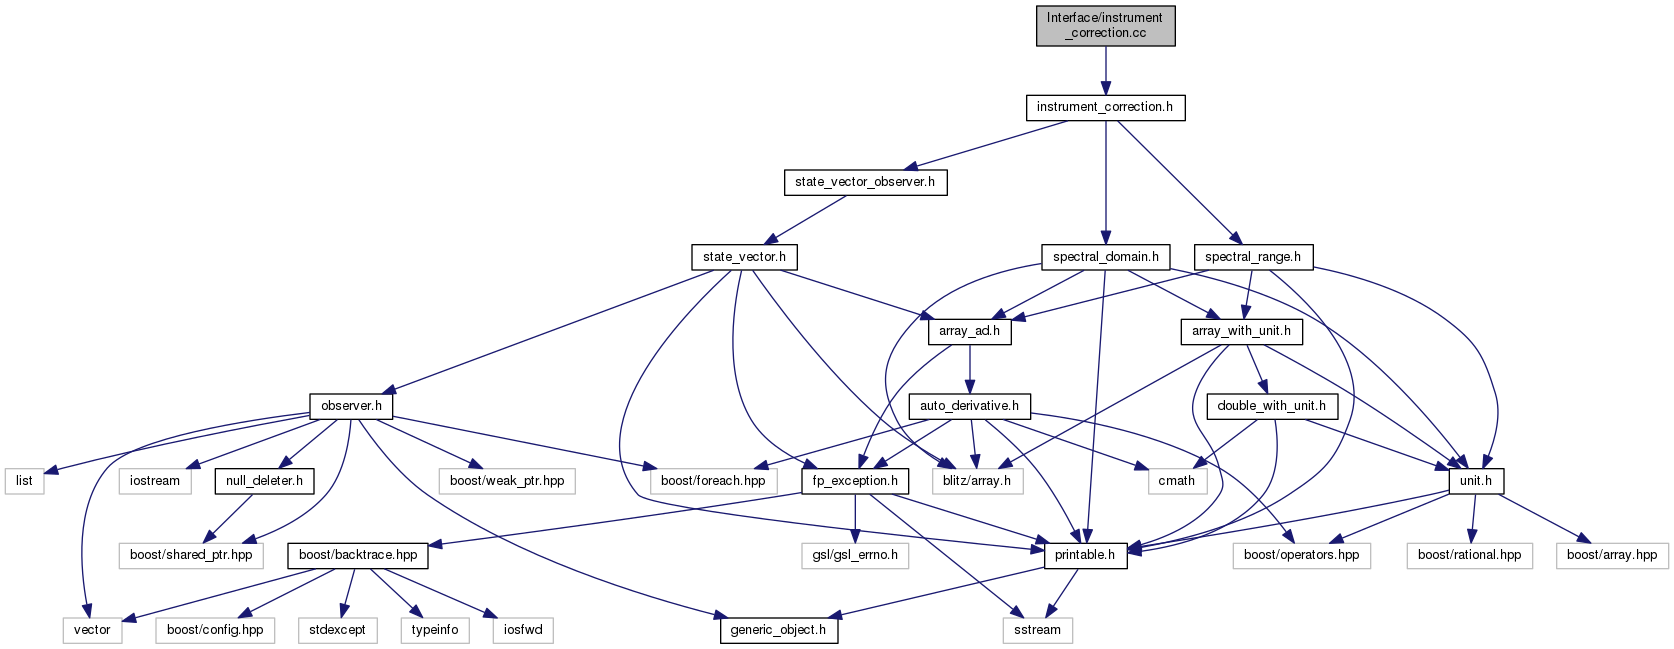 Interface/instrument
_correction.cc
instrument_correction.h
state_vector_observer.h
state_vector.h
spectral_domain.h
spectral_range.h
array_ad.h
array_with_unit.h
observer.h
auto_derivative.h
double_with_unit.h
list
iostream
null_deleter.h
boost/weak_ptr.hpp
boost/foreach.hpp
fp_exception.h
blitz/array.h
cmath
unit.h
boost/shared_ptr.hpp
boost/backtrace.hpp
gsl/gsl_errno.h
printable.h
boost/operators.hpp
boost/rational.hpp
boost/array.hpp
vector
boost/config.hpp
stdexcept
typeinfo
iosfwd
generic_object.h
sstream